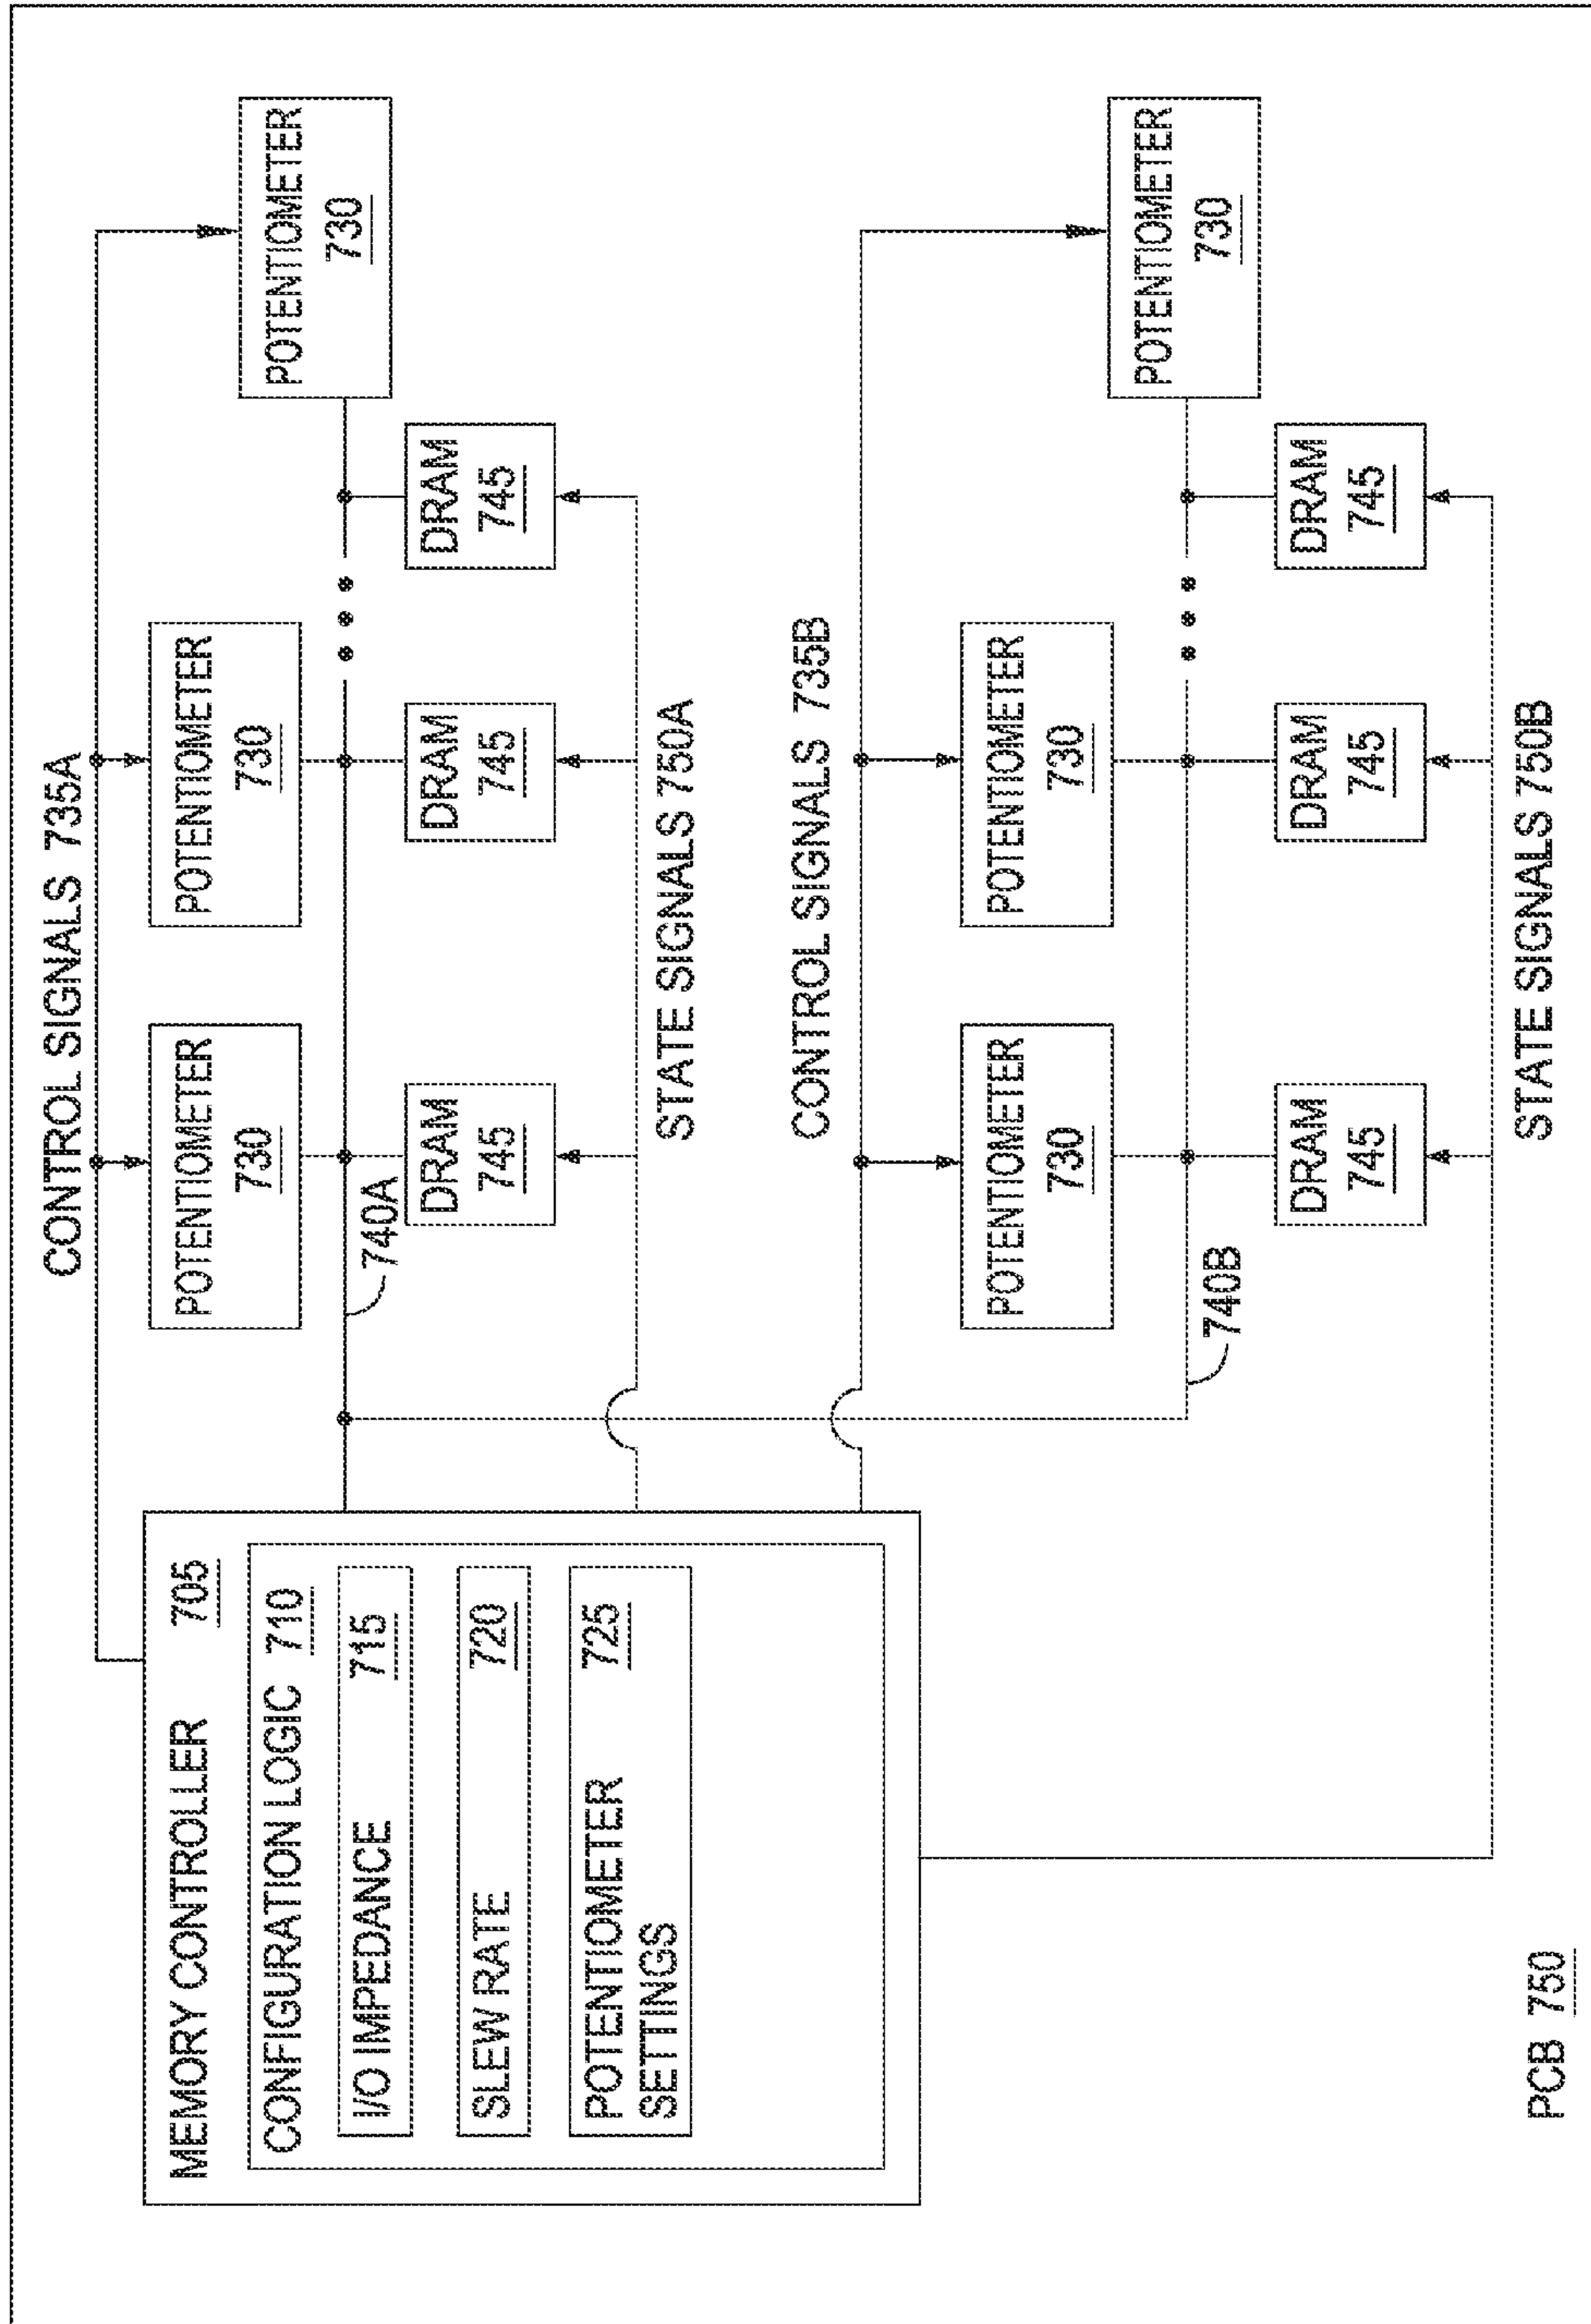 CONTROL SIGNALS 735A
MEMORY CONTROLLER 705
CONFIGURATION LOGIC 710
I/O IMPEDANCE 715
SLEW RATE 720
POTENTIOMETER
SETTINGS 725
POTENTIOMETER
730
POTENTIOMETER
730
POTENTIOMETER
730
740A
DRAM
745
DRAM
745
DRAM
745
STATE SIGNALS 750A
CONTROL SIGNALS 735B
POTENTIOMETER
730
POTENTIOMETER
730
POTENTIOMETER
730
740B
DRAM
745
DRAM
745
DRAM
745
STATE SIGNALS 750B
PCB 750